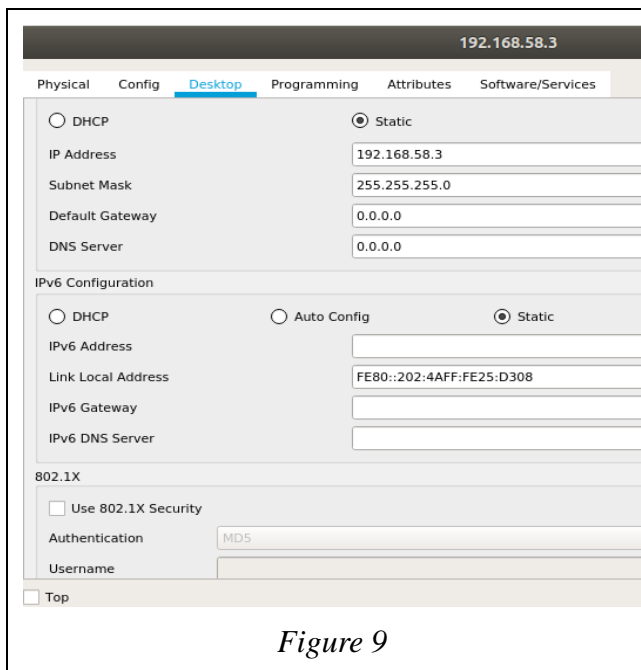 192.168.58.3
Physical Config Desktop Programming Attributes Software/Services
DHCP Static
IP Address 192.168.58.3
Subnet Mask 255.255.255.0
Default Gateway 0.0.0.0
DNS Server 0.0.0.0
IPv6 Configuration
DHCP Auto Config Static
IPv6 Address
Link Local Address FE80::202:4AFF:FE25:D308
IPv6 Gateway
IPv6 DNS Server
802.1X
Use 802.1X Security
Authentication MD5
Username
Top
Figure 9